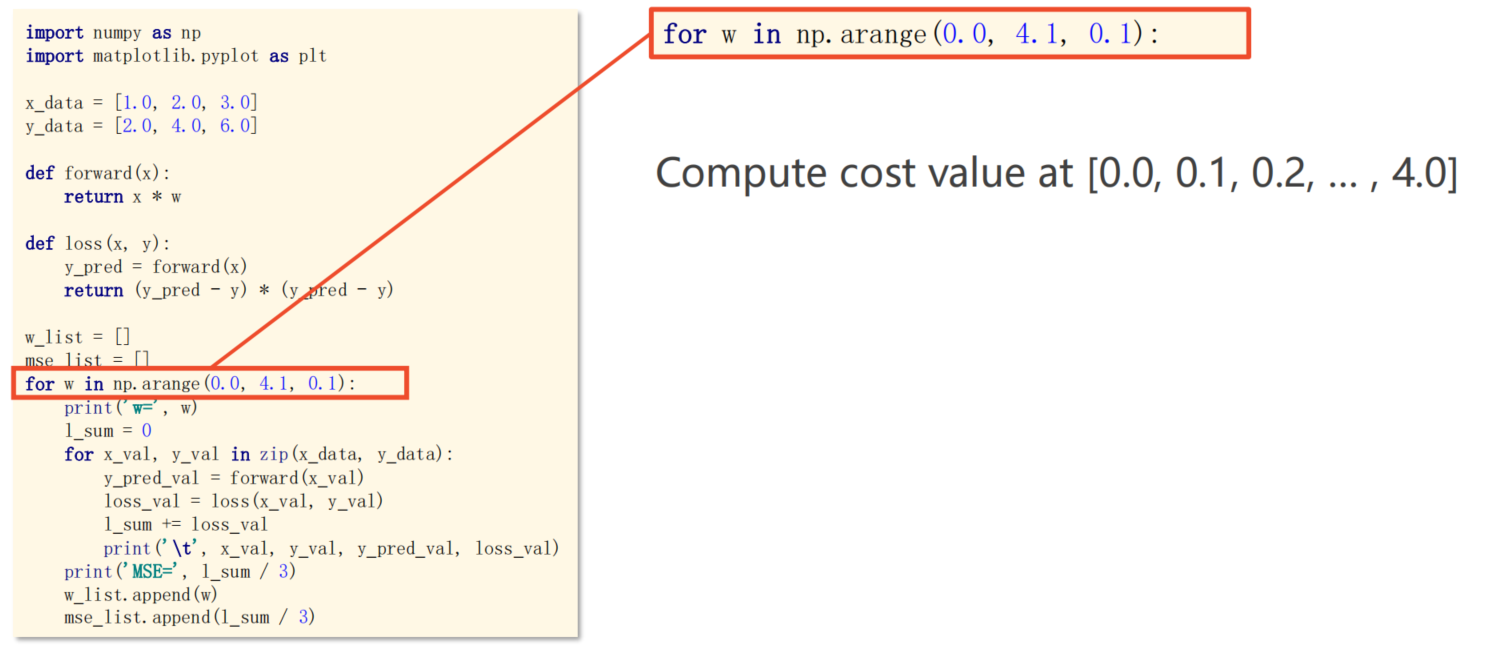 import numpy as np
import matplotlib.pyplot as plt
x_data = [1.0, 2.0, 3.0]
y_data = [2.0, 4.0, 6.0]
def forward(x):
    return x * w
def loss(x, y):
    y_pred = forward(x)
    return (y_pred - y) * (y_pred - y)
w_list = []
mse_list = []
for w in np.arange(0.0, 4.1, 0.1):
    print('w=', w)
    l_sum = 0
    for x_val, y_val in zip(x_data, y_data):
        y_pred_val = forward(x_val)
        loss_val = loss(x_val, y_val)
        l_sum += loss_val
        print('\t', x_val, y_val, y_pred_val, loss_val)
    print('MSE=', l_sum / 3)
    w_list.append(w)
    mse_list.append(l_sum / 3)
for w in np.arange(0.0, 4.1, 0.1):
Compute cost value at [0.0, 0.1, 0.2, … , 4.0]